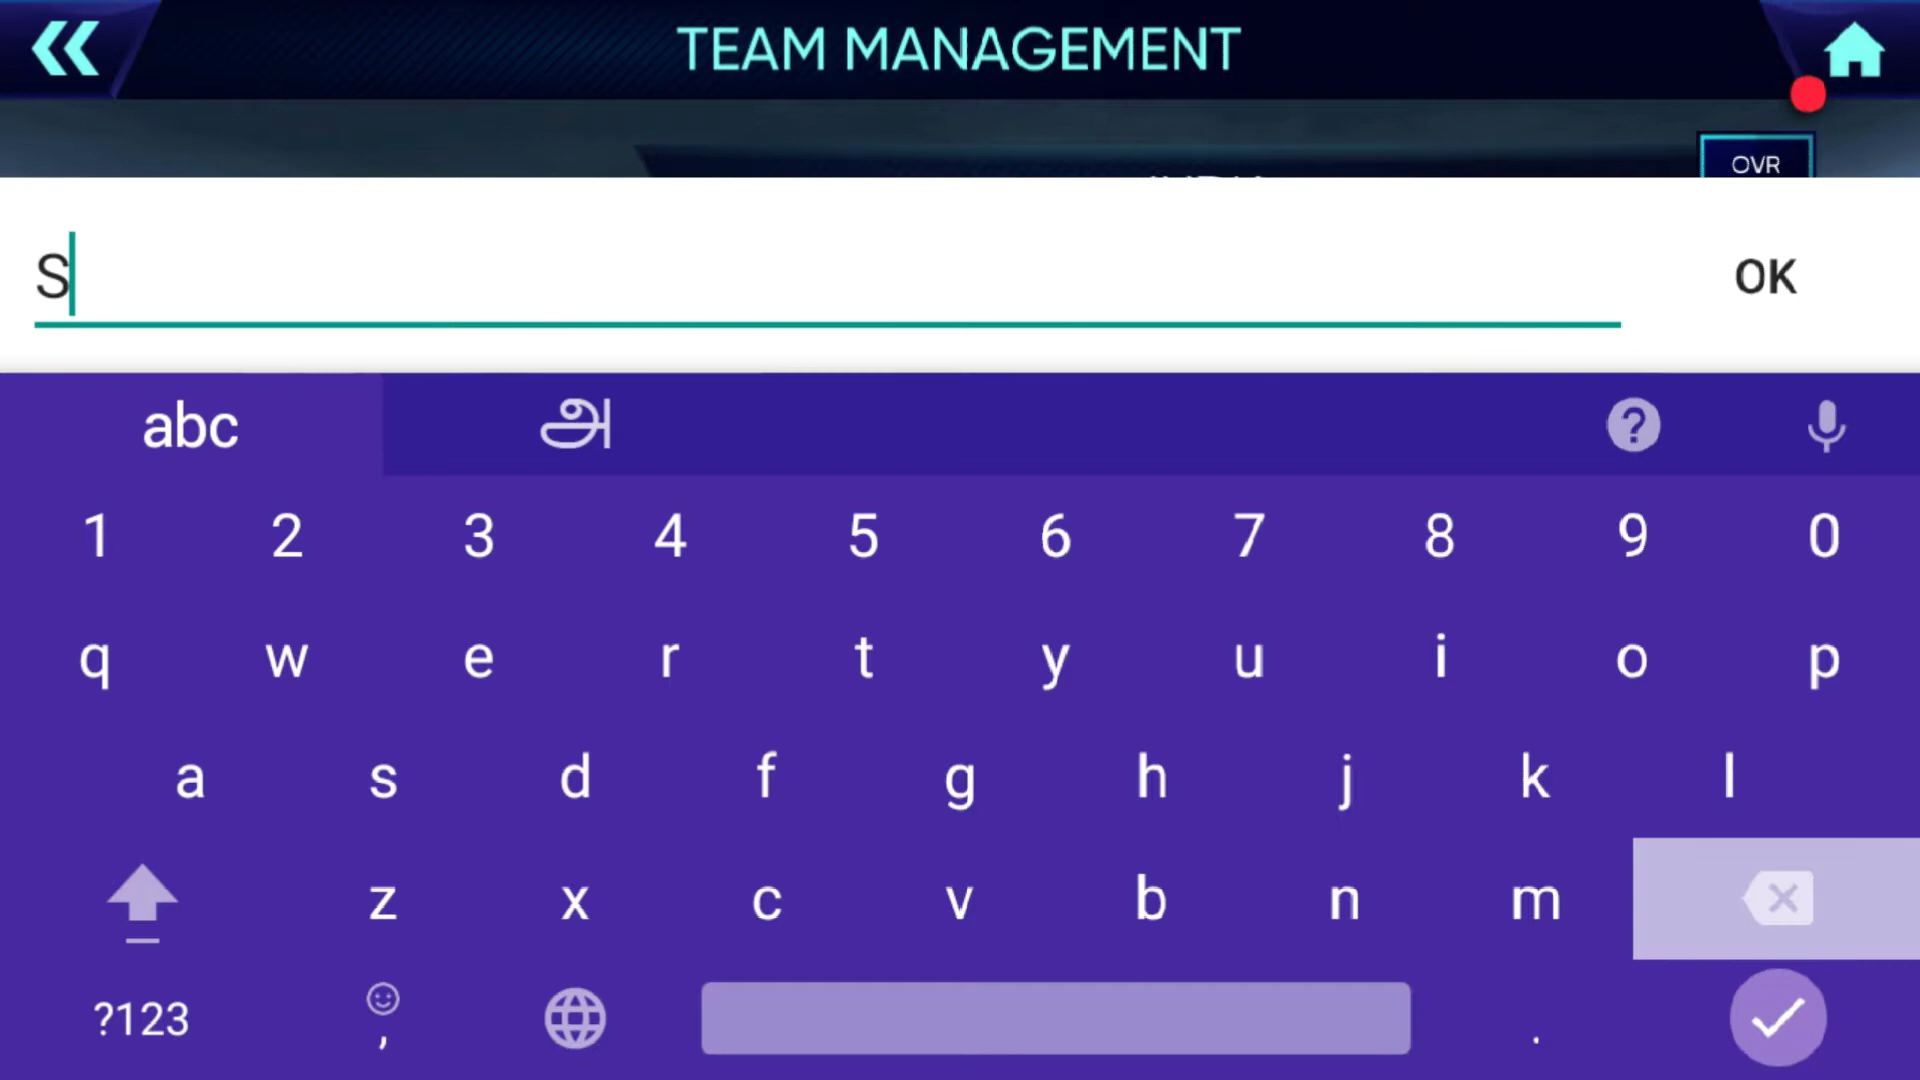 TEAM MANAGEMENT
OVR
S
OK
abc
அ
?
1 2 3 4 5 6 7 8 9 0
q w e r t y u i o p
a s d f g h j k l
z x c v b n m
?123 , .